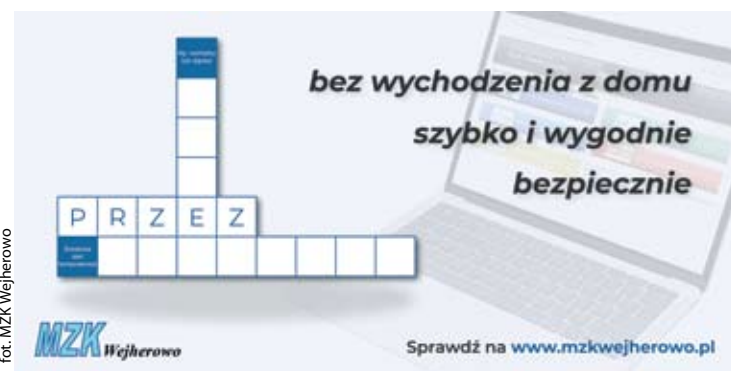 bez wychodzenia z domu
szybko i wygodnie
bezpiecznie
P R Z E Z
MZK Wejherowo
Sprawdź na www.mzkwejherowo.pl
fot. MZK Wejherowo